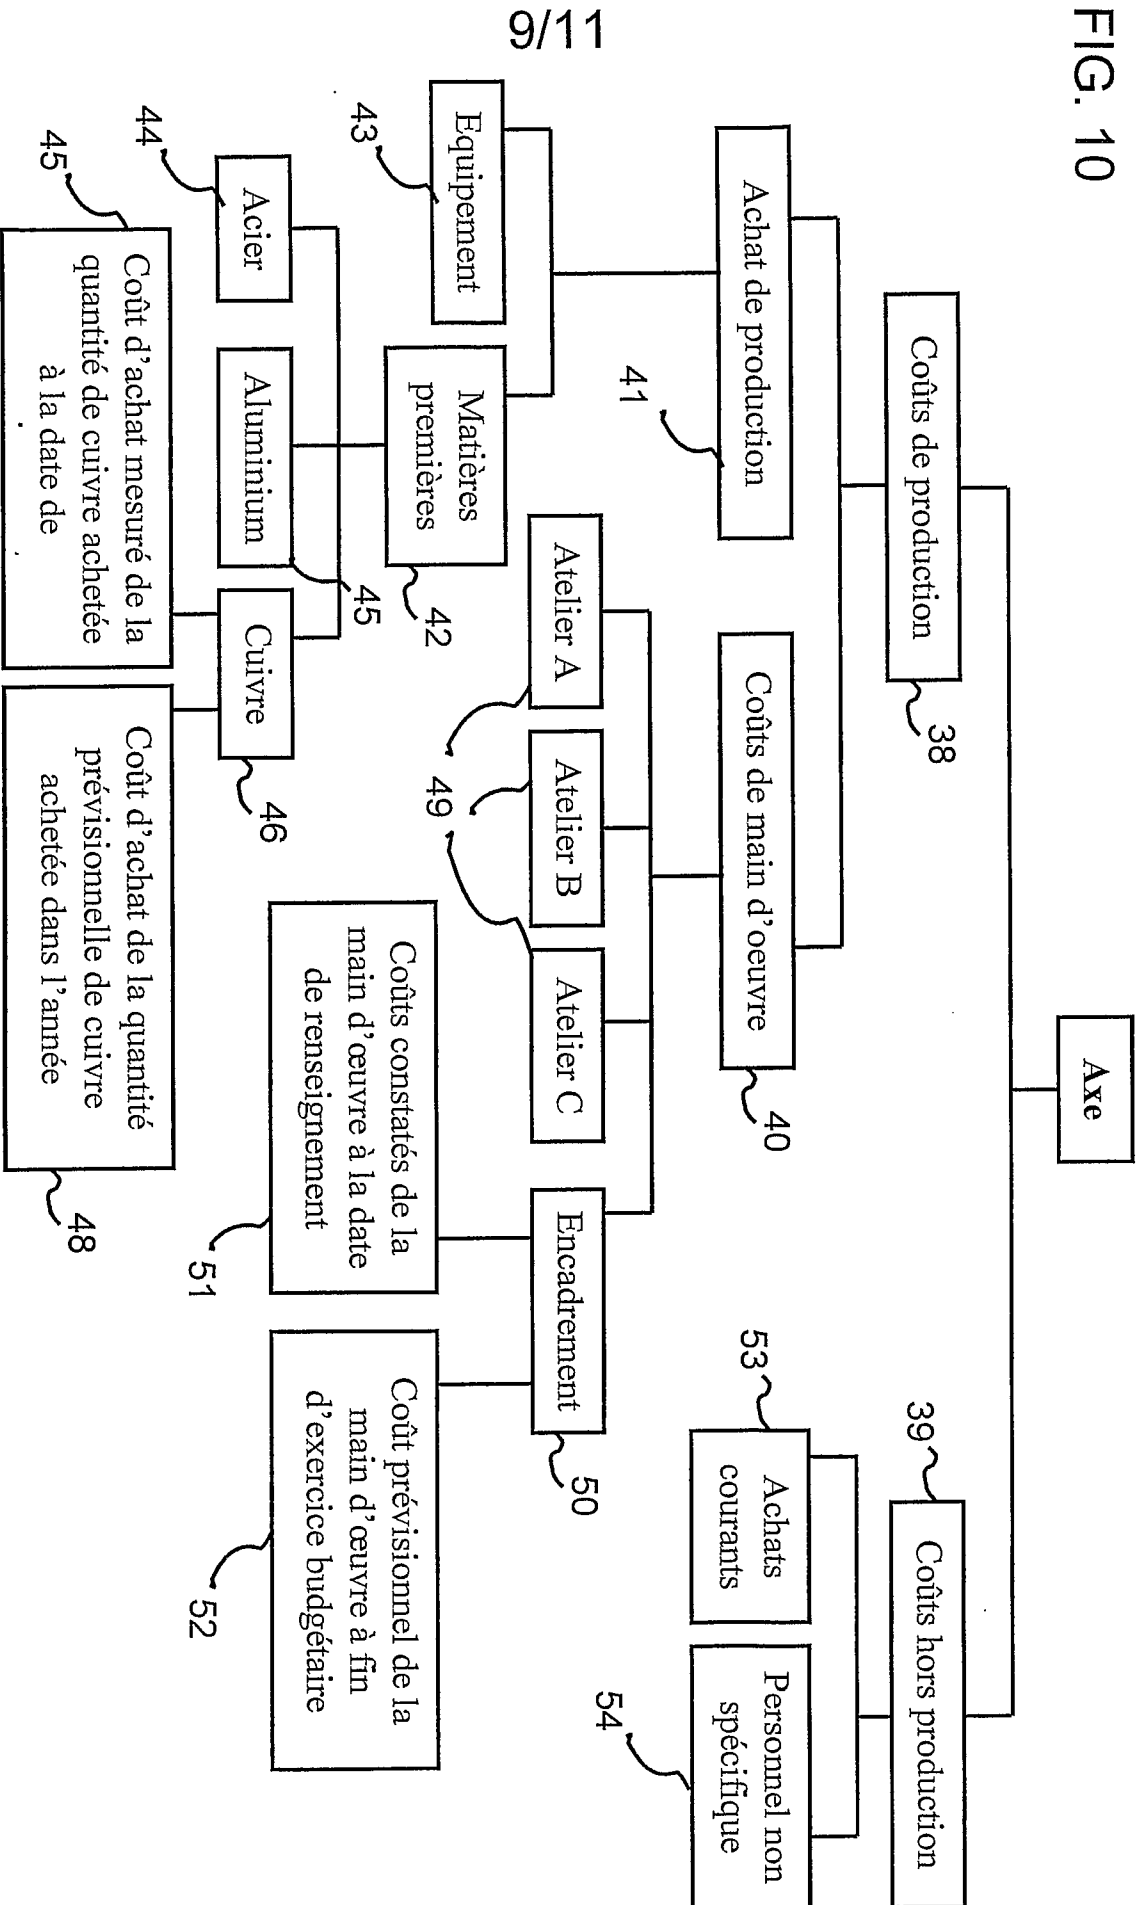 9/11
FIG. 10
Axe
Coûts de production
38
39
Coûts hors production
Achat de production
41
Coûts de main d'oeuvre
40
53
Achats
courants
Personnel non
spécifique
54
43
Equipement
Matières
premières
42
Atelier A
Atelier B
Atelier C
49
Encadrement
50
44
Acier
Aluminium
45
Cuivre
46
Coûts constatés de la
main d'œuvre à la date
de renseignement
51
Coût prévisionnel de la
main d'œuvre à fin
d'exercice budgétaire
52
45
Coût d'achat mesuré de la
quantité de cuivre achetée
à la date de
Coût d'achat de la quantité
prévisionnelle de cuivre
achetée dans l'année
48